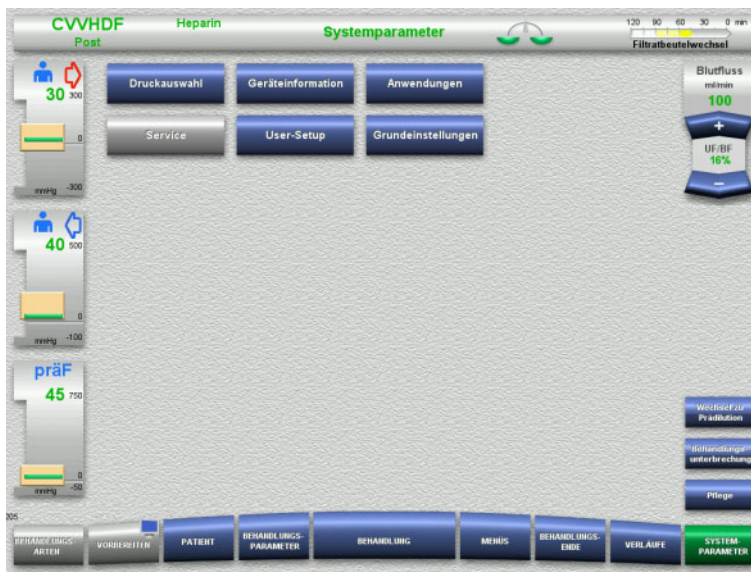 CVVHDF
Heparin
Post
Systemparameter
120 90 60 30 0 min
Filtratbeutelwechsel
30
300
0
-300
mmHg
Druckauswahl
Geräteinformation
Anwendungen
Service
User-Setup
Grundeinstellungen
Blutfluss
ml/min
100
+
UF/BF
16%
−
40
500
0
-100
mmHg
präF
45
750
0
-50
mmHg
Wechsel zu
Prädilution
Behandlungs-
unterbrechung
Pflege
205
BEHANDLUNGS-
ARTEN
VORBEREITEN
PATIENT
BEHANDLUNGS-
PARAMETER
BEHANDLUNG
MENÜS
BEHANDLUNGS-
ENDE
VERLÄUFE
SYSTEM-
PARAMETER